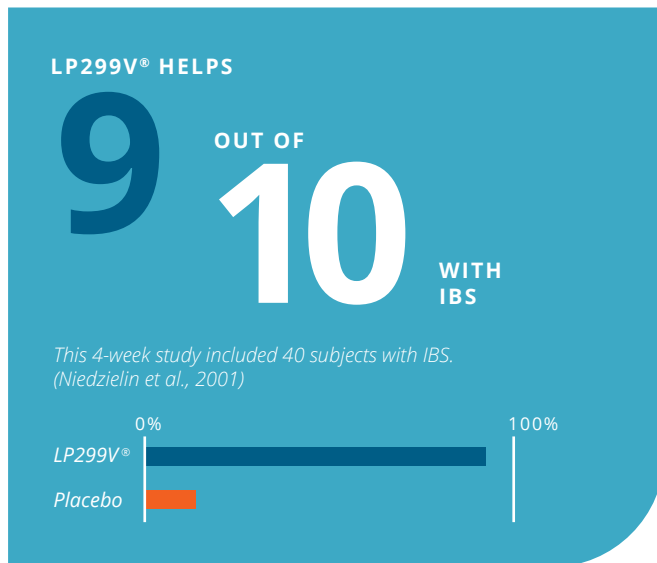 LP299V® HELPS
9
OUT OF
10
WITH
IBS
This 4-week study included 40 subjects with IBS.
(Niedzielin et al., 2001)
0% 100%
LP299V®
Placebo